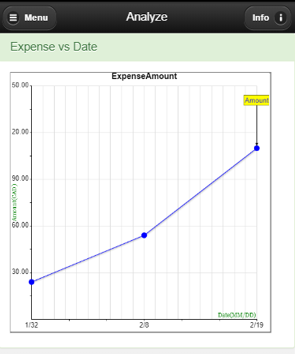 Menu
Analyze
Info
Expense vs Date
ExpenseAmount
50.00
Amount
20.00
90.00
60.00
30.00
1/32
2/8
2/19
Date(MM/DD)